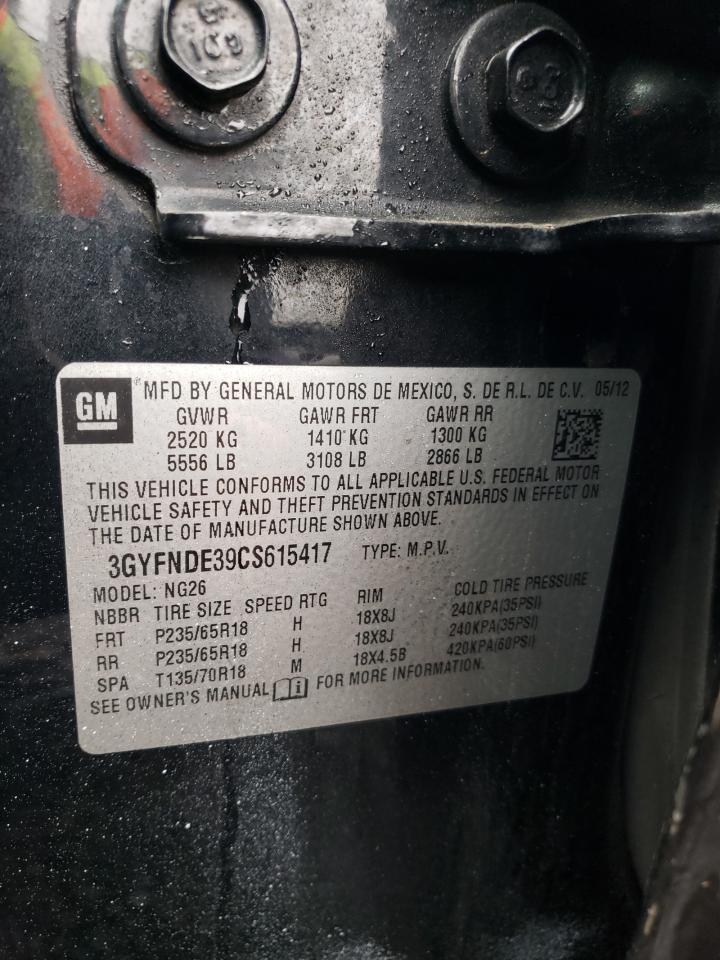 169
GM ® MFD BY GENERAL MOTORS DE MEXICO, S. DE R.L. DE C.V. 05/12
GVWR GAWR FRT GAWR RR
2520 KG 1410 KG 1300 KG
5556 LB 3108 LB 2866 LB
THIS VEHICLE CONFORMS TO ALL APPLICABLE U.S. FEDERAL MOTOR
VEHICLE SAFETY AND THEFT PREVENTION STANDARDS IN EFFECT ON
THE DATE OF MANUFACTURE SHOWN ABOVE.
3GYFNDE39CS615417 TYPE: M.P.V.
MODEL: NG26
NBBR TIRE SIZE SPEED RTG RIM COLD TIRE PRESSURE
FRT P235/65R18 H 18X8J 240KPA(35PSI)
RR P235/65R18 H 18X8J 240KPA(35PSI)
SPA T135/70R18 M 18X4.5B 420KPA(60PSI)
SEE OWNER'S MANUAL FOR MORE INFORMATION.